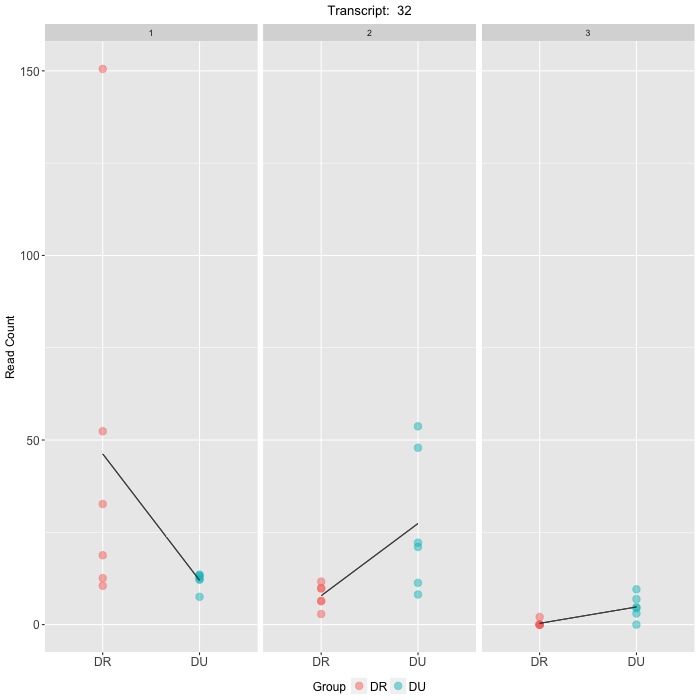 Transcript:  32
1 2 3
150
100
50
0
Read Count
DR DU DR DU DR DU
Group DR DU